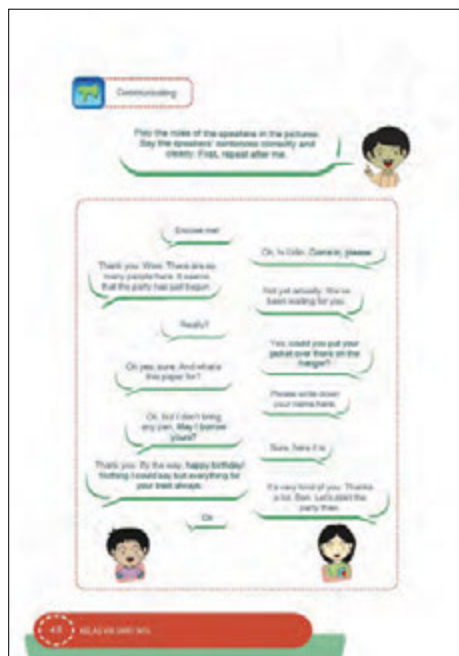 Communicating
Play the roles of the speakers in the pictures.
Say the speakers' sentences correctly and
clearly. First, repeat after me.
Excuse me!
Oh, hi. Come in, please
Thank you. Wow. There are so
many people here. It seems
that the party has just begun
Not yet actually. We've
been waiting for you.
Really?
Yes, could you put your
jacket over there on the
hanger?
Oh yes, sure. And what's
this paper for?
Please write down
your name here.
Ok, but I don't bring
any pen. May I borrow
yours?
Sure, here it is
Thank you. By the way, happy birthday!
Nothing I could say but everything for
your best always.
It's very kind of you. Thanks
a lot. Let's start the
party then.
Ok
KELAS VII SMP/MTs